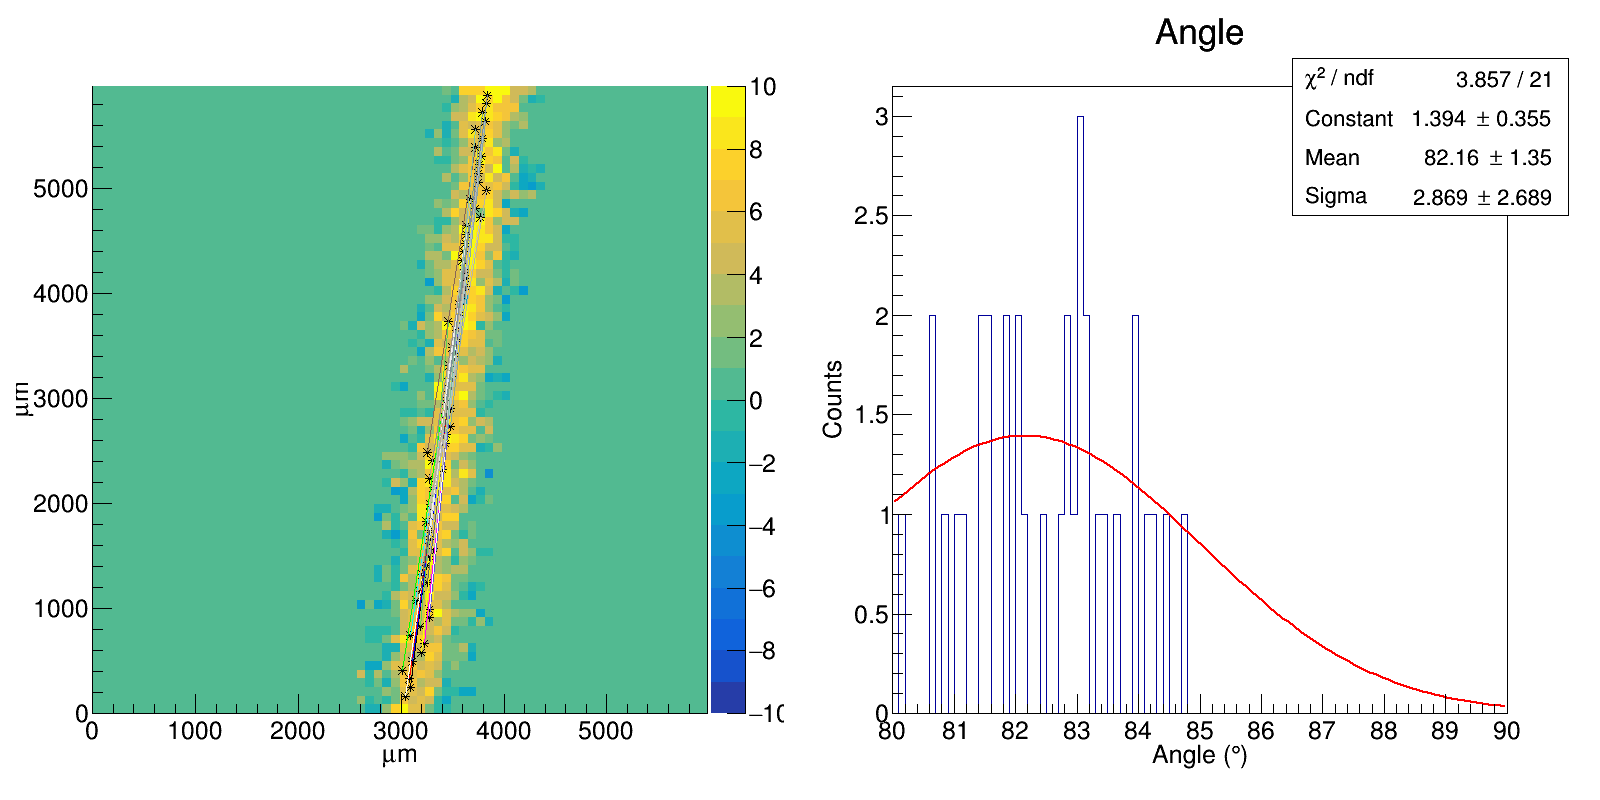 Angle
χ² / ndf 3.857 / 21
Constant 1.394 ± 0.355
Mean 82.16 ± 1.35
Sigma 2.869 ± 2.689
5000
4000
3000
2000
1000
0
μm
0 1000 2000 3000 4000 5000
μm
10
8
6
4
2
0
−2
−4
−6
−8
−10
3
2.5
2
1.5
1
0.5
0
Counts
80 81 82 83 84 85 86 87 88 89 90
Angle (°)